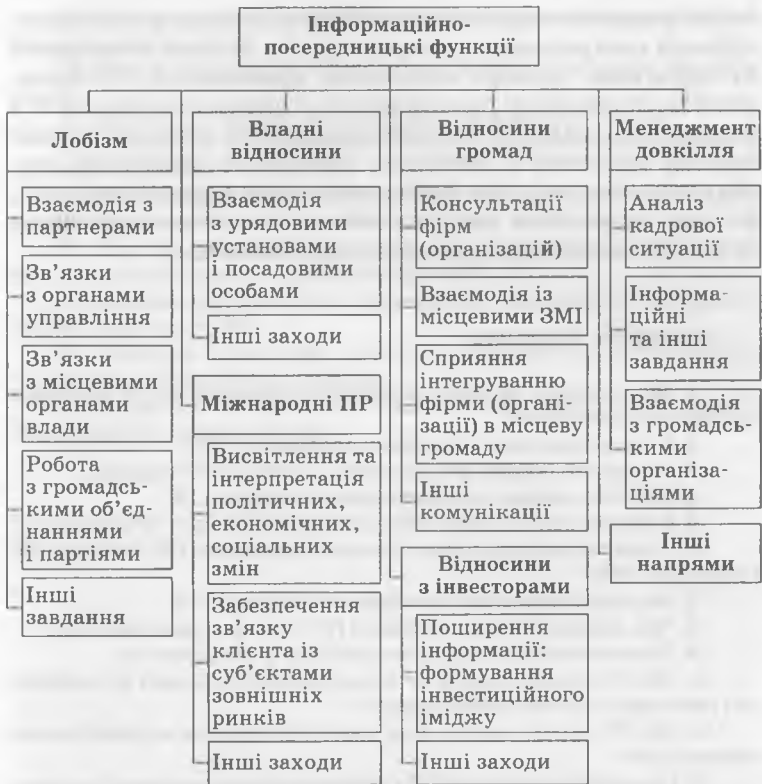 Інформаційно-
посередницькі функції
Лобізм
Взаємодія з
партнерами
Зв’язки
з органами
управління
Зв’язки
з місцевими
органами
влади
Робота
з громадсь-
кими об’єд-
наннями
і партіями
Інші
завдання
Владні
відносини
Взаємодія
з урядовими
установами
і посадовими
особами
Інші заходи
Міжнародні ПР
Висвітлення та
інтерпретація
політичних,
економічних,
соціальних
змін
Забезпечення
зв’язку
клієнта із
суб’єктами
зовнішніх
ринків
Інші заходи
Відносини
громад
Консультації
фірм
(організацій)
Взаємодія із
місцевими ЗМІ
Сприяння
інтегруванню
фірми (органі-
зації) в місцеву
громаду
Інші
комунікації
Відносини
з інвесторами
Поширення
інформації:
формування
інвестиційного
іміджу
Інші заходи
Менеджмент
довкілля
Аналіз
кадрової
ситуації
Інформа-
ційні
та інші
завдання
Взаємодія
з громадсь-
кими
організа-
ціями
Інші
напрями